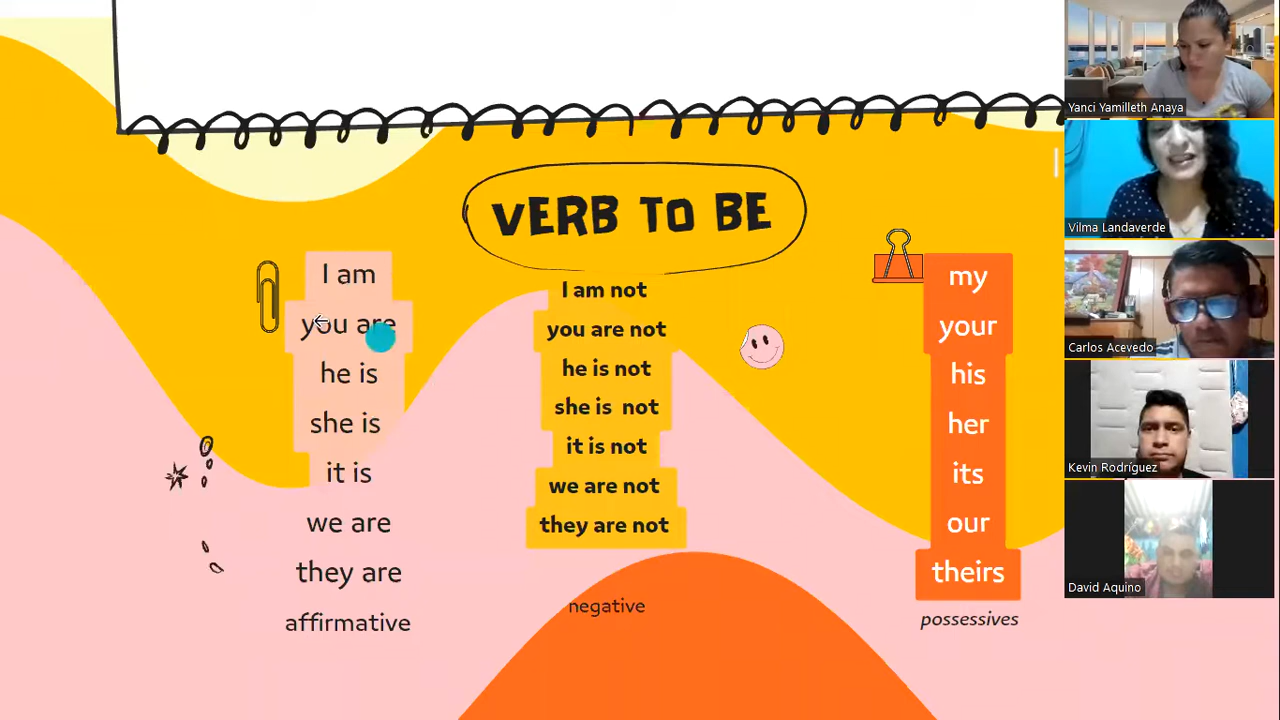 VERB TO BE
I am
you are
he is
she is
it is
we are
they are
affirmative
I am not
you are not
he is not
she is not
it is not
we are not
they are not
negative
my
your
his
her
its
our
theirs
possessives
Yanci Yamilleth Anaya
Vilma Landaverde
Carlos Acevedo
Kevin Rodríguez
David Aquino